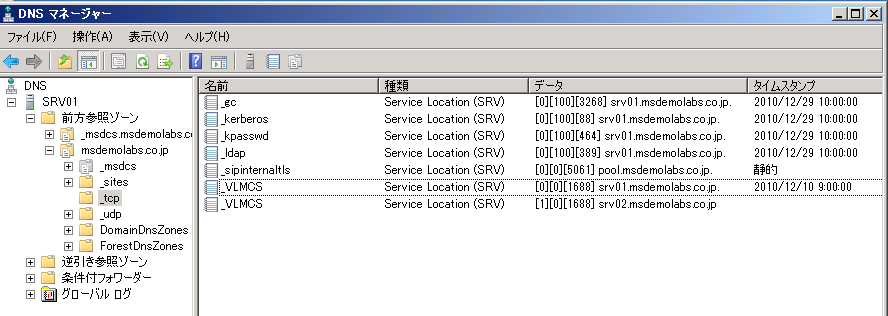 DNS マネージャー
ファイル(F) 操作(A) 表示(V) ヘルプ(H)
DNS
SRV01
前方参照ゾーン
_msdcs.msdemolabs.co
msdemolabs.co.jp
_msdcs
_sites
_tcp
_udp
DomainDnsZones
ForestDnsZones
逆引き参照ゾーン
条件付フォワーダー
グローバル ログ
名前 種類 データ タイムスタンプ
_gc Service Location (SRV) [0][100][3268] srv01.msdemolabs.co.jp. 2010/12/29 10:00:00
_kerberos Service Location (SRV) [0][100][88] srv01.msdemolabs.co.jp. 2010/12/29 10:00:00
_kpasswd Service Location (SRV) [0][100][464] srv01.msdemolabs.co.jp. 2010/12/29 10:00:00
_ldap Service Location (SRV) [0][100][389] srv01.msdemolabs.co.jp. 2010/12/29 10:00:00
_sipinternaltls Service Location (SRV) [0][0][5061] pool.msdemolabs.co.jp. 静的
_VLMCS Service Location (SRV) [0][0][1688] srv01.msdemolabs.co.jp. 2010/12/10 9:00:00
_VLMCS Service Location (SRV) [1][0][1688] srv02.msdemolabs.co.jp